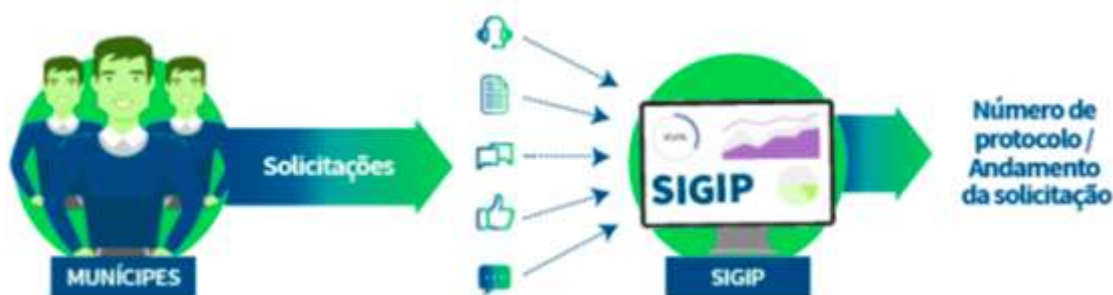 MUNÍCIPES
Solicitações
SIGIP
SIGIP
Número de
protocolo /
Andamento
da solicitação